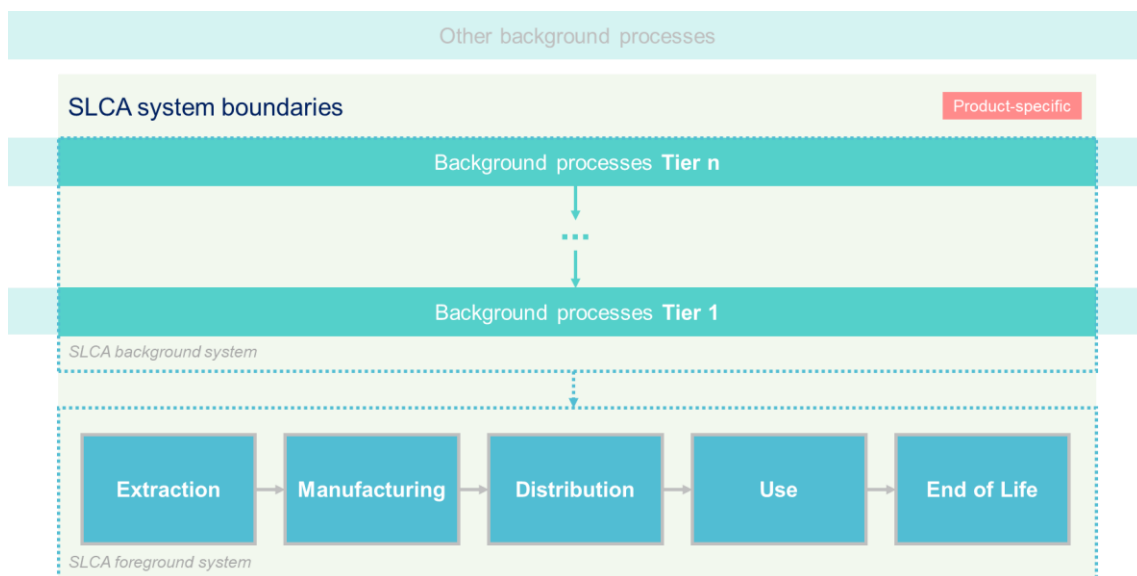 Other background processes
SLCA system boundaries
Product-specific
Background processes Tier n
...
Background processes Tier 1
SLCA background system
Extraction
Manufacturing
Distribution
Use
End of Life
SLCA foreground system